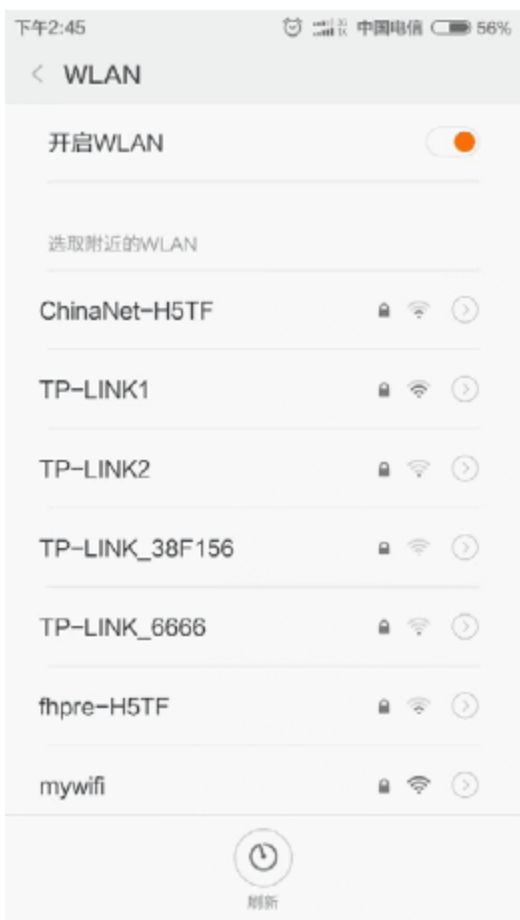 下午2:45 中国电信 56%
WLAN
开启WLAN
选取附近的WLAN
ChinaNet-H5TF
TP-LINK1
TP-LINK2
TP-LINK_38F156
TP-LINK_6666
fhpre-H5TF
mywifi
刷新